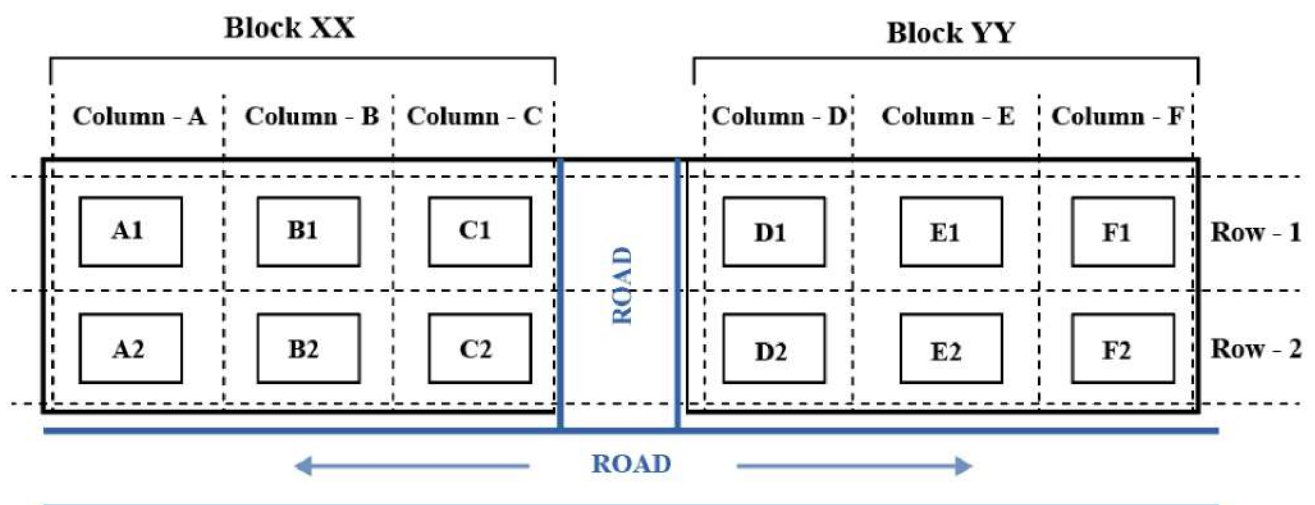 Block XX
Block YY
Column - A
Column - B
Column - C
Column - D
Column - E
Column - F
A1
B1
C1
ROAD
D1
E1
F1
Row - 1
A2
B2
C2
D2
E2
F2
Row - 2
ROAD